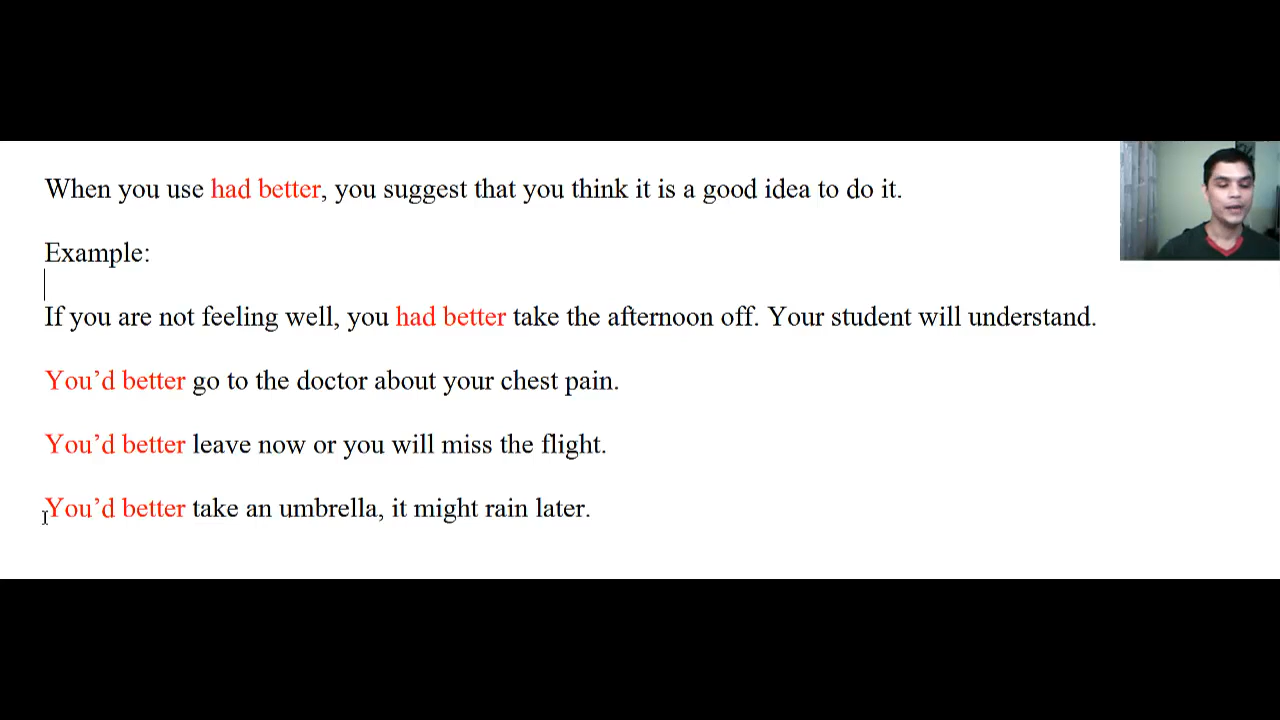 When you use had better, you suggest that you think it is a good idea to do it.
Example:
If you are not feeling well, you had better take the afternoon off. Your student will understand.
You’d better go to the doctor about your chest pain.
You’d better leave now or you will miss the flight.
You’d better take an umbrella, it might rain later.